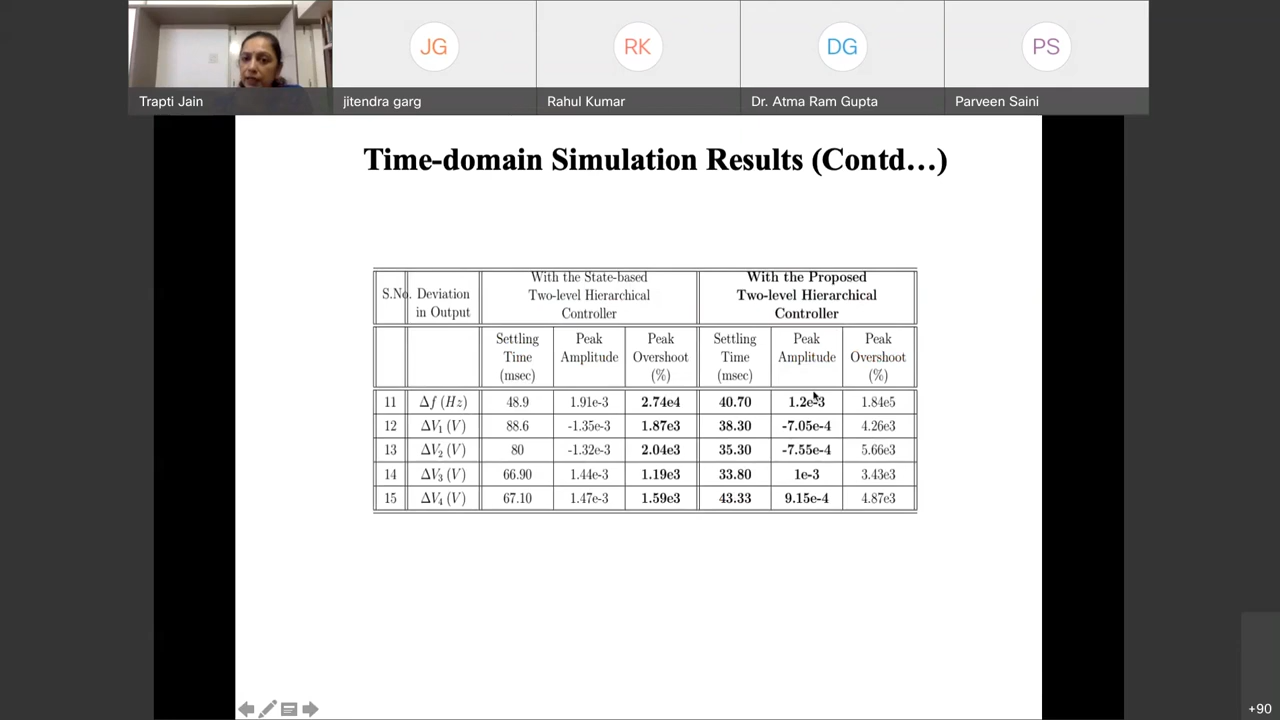 JG
RK
DG
PS
Trapti Jain
jitendra garg
Rahul Kumar
Dr. Atma Ram Gupta
Parveen Saini
Time-domain Simulation Results (Contd…)
S.No. Deviation in Output With the State-based Two-level Hierarchical Controller With the Proposed Two-level Hierarchical Controller
Settling Time (msec) Peak Amplitude Peak Overshoot (%) Settling Time (msec) Peak Amplitude Peak Overshoot (%)
11 Δf (Hz) 48.9 1.91e-3 2.74e4 40.70 1.2e-3 1.84e5
12 ΔV₁ (V) 88.6 -1.35e-3 1.87e3 38.30 -7.05e-4 4.26e3
13 ΔV₂ (V) 80 -1.32e-3 2.04e3 35.30 -7.55e-4 5.66e3
14 ΔV₃ (V) 66.90 1.44e-3 1.19e3 33.80 1e-3 3.43e3
15 ΔV₄ (V) 67.10 1.47e-3 1.59e3 43.33 9.15e-4 4.87e3
+90